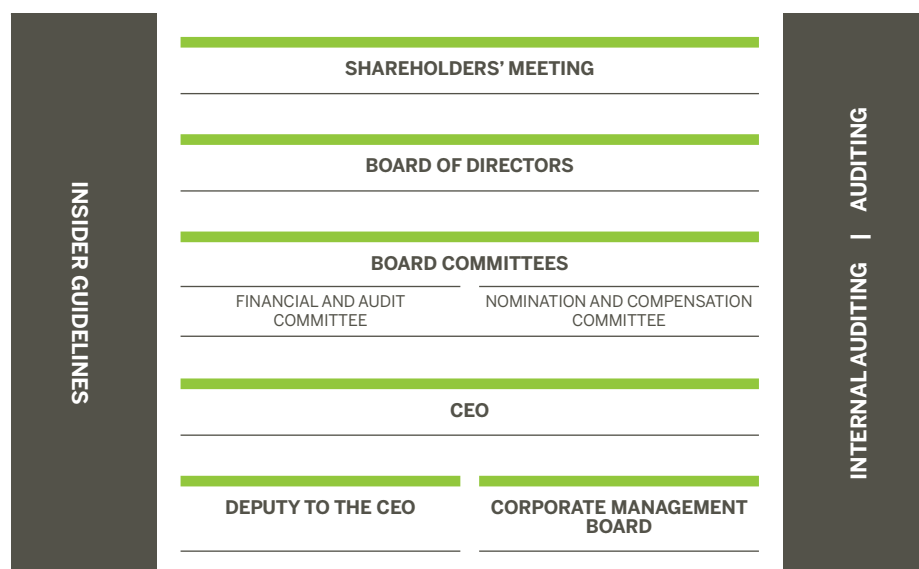 INSIDER GUIDELINES
SHAREHOLDERS’ MEETING
BOARD OF DIRECTORS
BOARD COMMITTEES
FINANCIAL AND AUDIT
COMMITTEE
NOMINATION AND COMPENSATION
COMMITTEE
CEO
DEPUTY TO THE CEO
CORPORATE MANAGEMENT
BOARD
INTERNAL AUDITING | AUDITING